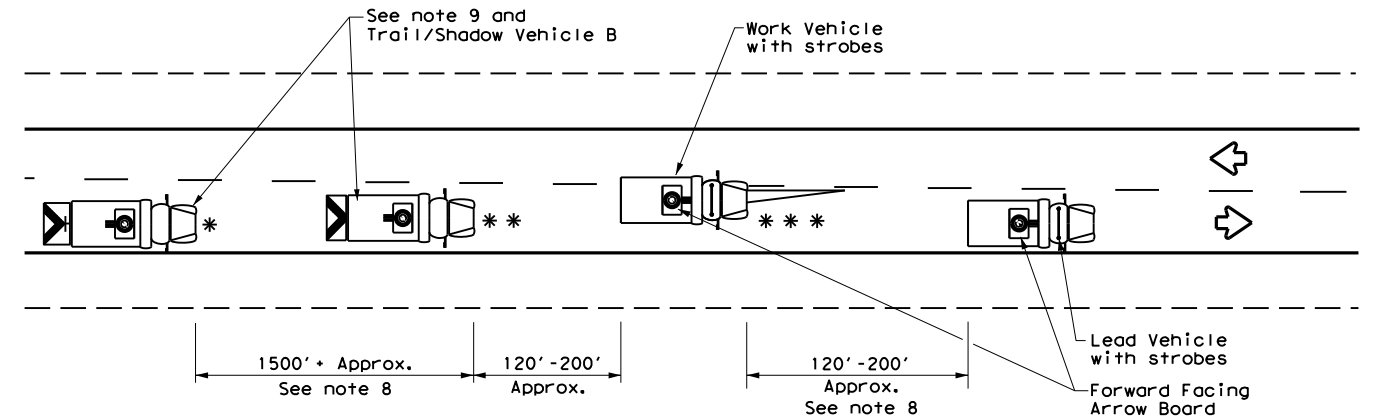 See note 9 and
Trail/Shadow Vehicle B
Work Vehicle
with strobes
* 
* *
* * *
1500'+ Approx.
See note 8
120'-200'
Approx.
120'-200'
Approx.
See note 8
Lead Vehicle
with strobes
Forward Facing
Arrow Board